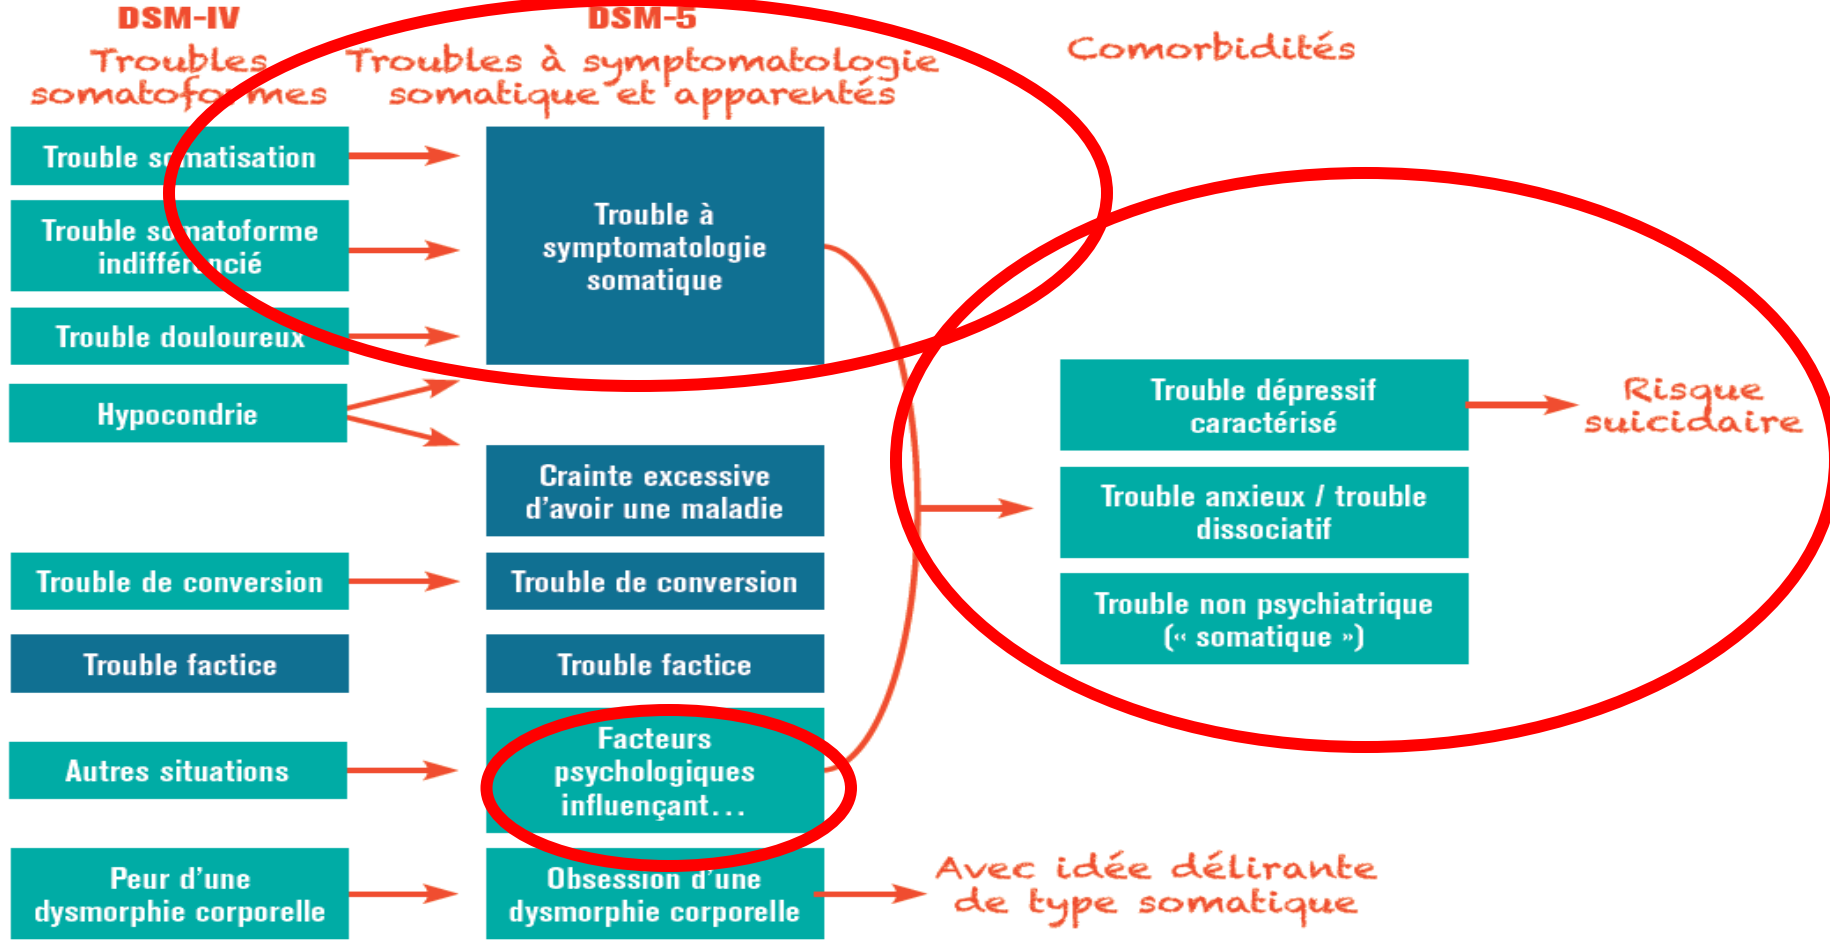 DSM-IV
Troubles
somatoformes
Trouble somatisation
Trouble somatoforme
indifférencié
Trouble douloureux
Hypocondrie
Trouble de conversion
Trouble factice
Autres situations
Peur d'une
dysmorphie corporelle
DSM-5
Troubles à symptomatologie
somatique et apparentés
Trouble à
symptomatologie
somatique
Crainte excessive
d'avoir une maladie
Trouble de conversion
Trouble factice
Facteurs
psychologiques
influençant...
Obsession d'une
dysmorphie corporelle
Comorbidités
Trouble dépressif
caractérisé
Risque
suicidaire
Trouble anxieux / trouble
dissociatif
Trouble non psychiatrique
(« somatique »)
Avec idée délirante
de type somatique